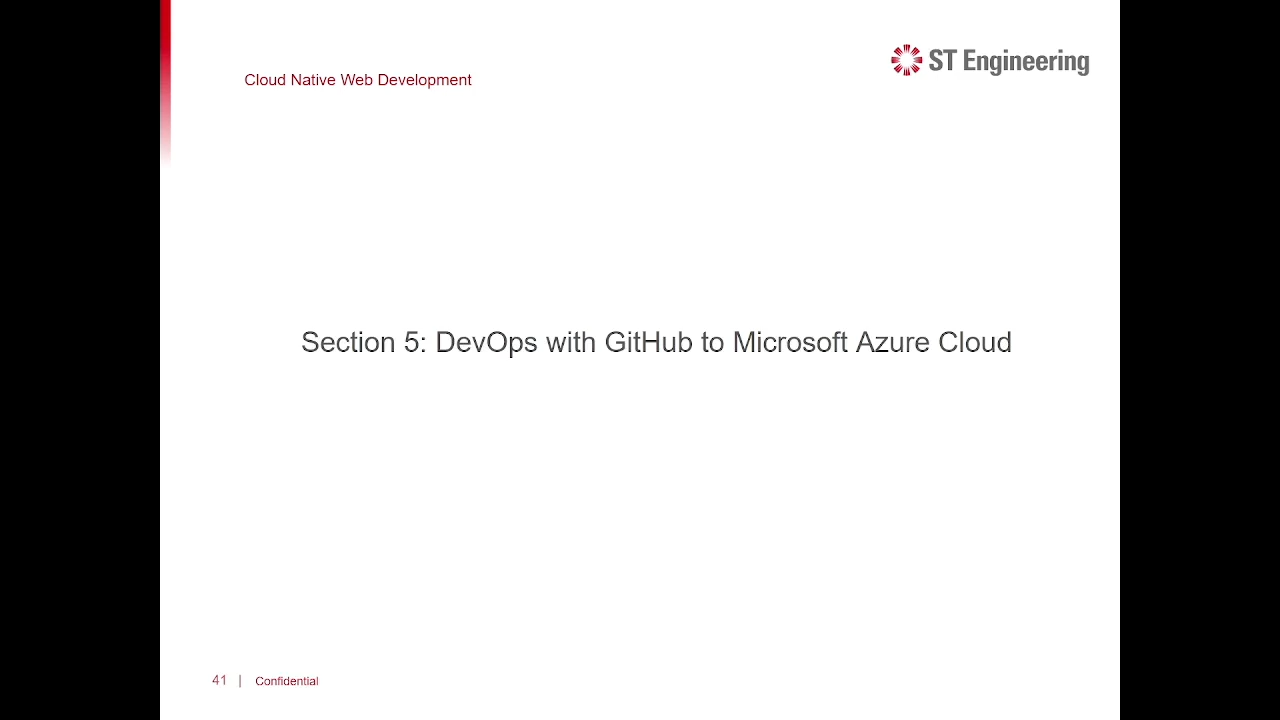 ST Engineering
Cloud Native Web Development
Section 5: DevOps with GitHub to Microsoft Azure Cloud
41 | Confidential